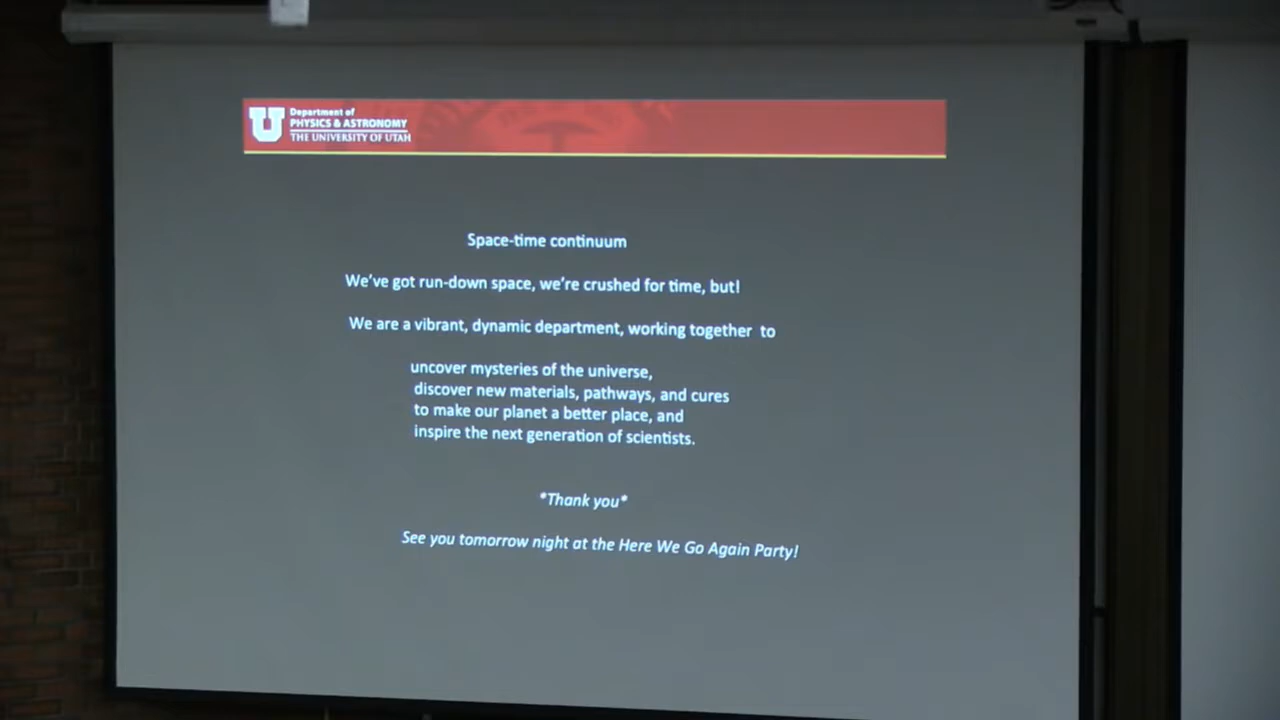 Department of
PHYSICS & ASTRONOMY
THE UNIVERSITY OF UTAH
Space-time continuum
We've got run-down space, we're crushed for time, but!
We are a vibrant, dynamic department, working together to
uncover mysteries of the universe,
discover new materials, pathways, and cures
to make our planet a better place, and
inspire the next generation of scientists.
*Thank you*
See you tomorrow night at the Here We Go Again Party!